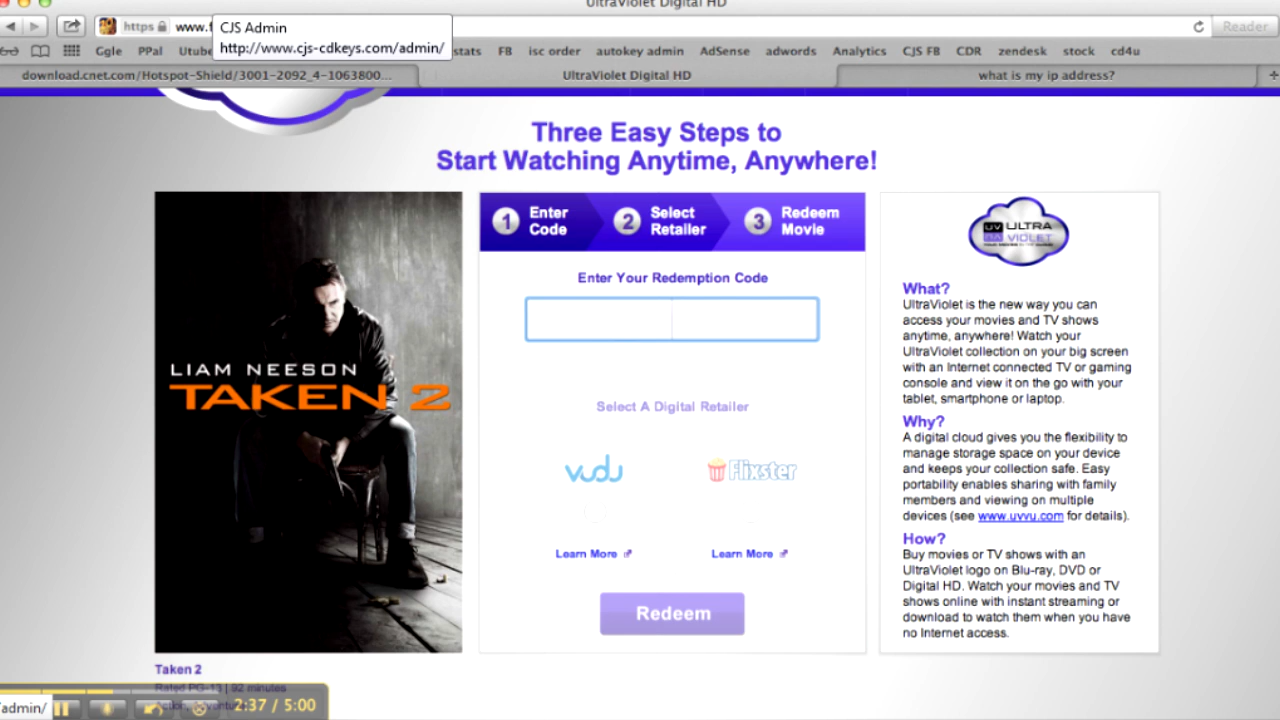 UltraViolet Digital HD
https
www.f
CJS Admin
http://www.cjs-cdkeys.com/admin/
Reader
Ggle PPal Utube stats FB isc order autokey admin AdSense adwords Analytics CJS FB CDR zendesk stock cd4u
download.cnet.com/Hotspot-Shield/3001-2092_4-1063800...
UltraViolet Digital HD
what is my ip address?
Three Easy Steps to
Start Watching Anytime, Anywhere!
LIAM NEESON
TAKEN 2
1 Enter Code
2 Select Retailer
3 Redeem Movie
Enter Your Redemption Code
Select A Digital Retailer
vudu
Flixster
Learn More
Learn More
Redeem
UV
ULTRA
VIOLET
What?
UltraViolet is the new way you can
access your movies and TV shows
anytime, anywhere! Watch your
UltraViolet collection on your big screen
with an Internet connected TV or gaming
console and view it on the go with your
tablet, smartphone or laptop.
Why?
A digital cloud gives you the flexibility to
manage storage space on your device
and keeps your collection safe. Easy
portability enables sharing with family
members and viewing on multiple
devices (see www.uvvu.com for details).
How?
Buy movies or TV shows with an
UltraViolet logo on Blu-ray, DVD or
Digital HD. Watch your movies and TV
shows online with instant streaming or
download to watch them when you have
no Internet access.
Taken 2
Rated PG-13 | 92 minutes
/admin/
2:37 / 5:00